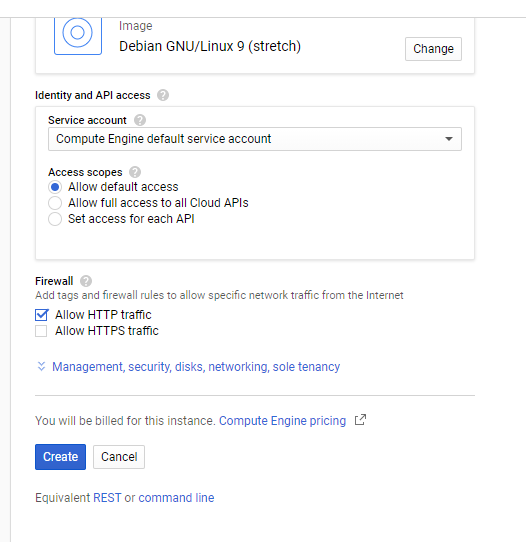 Image
Debian GNU/Linux 9 (stretch)
Change
Identity and API access ?
Service account ?
Compute Engine default service account
Access scopes ?
Allow default access
Allow full access to all Cloud APIs
Set access for each API
Firewall ?
Add tags and firewall rules to allow specific network traffic from the Internet
Allow HTTP traffic
Allow HTTPS traffic
Management, security, disks, networking, sole tenancy
You will be billed for this instance. Compute Engine pricing
Create
Cancel
Equivalent REST or command line